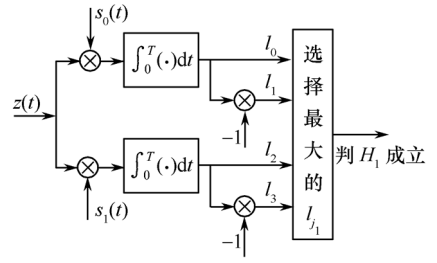 s₀(t)
∫₀ᵀ(·)dt
l₀
l₁
−1
z(t)
∫₀ᵀ(·)dt
l₂
l₃
s₁(t)
−1
选择最大的 l_{j₁}
判 H₁ 成立